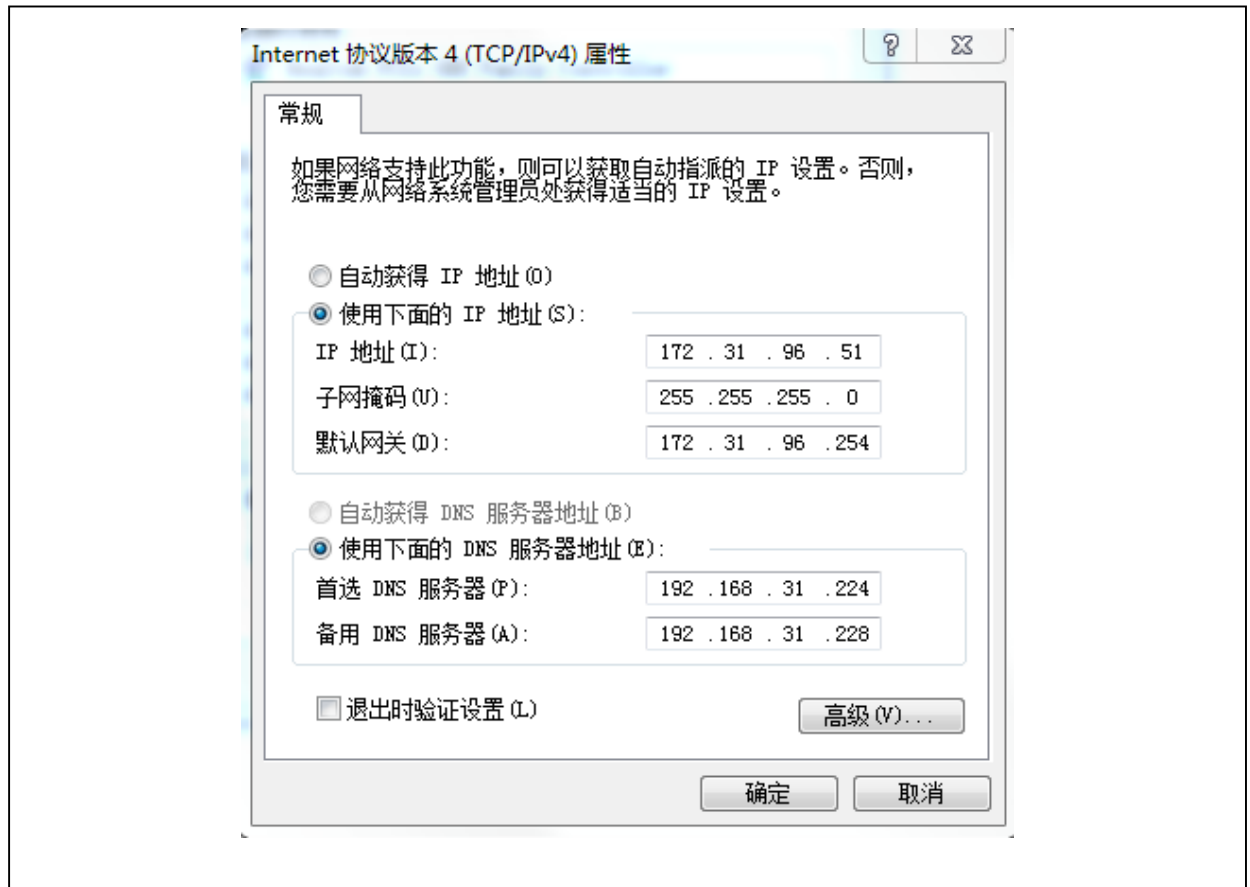 Internet 协议版本 4 (TCP/IPv4) 属性
常规
如果网络支持此功能，则可以获取自动指派的 IP 设置。否则，
您需要从网络系统管理员处获得适当的 IP 设置。
自动获得 IP 地址(O)
使用下面的 IP 地址(S):
IP 地址(I): 172 . 31 . 96 . 51
子网掩码(U): 255 .255 .255 . 0
默认网关(D): 172 . 31 . 96 .254
自动获得 DNS 服务器地址(B)
使用下面的 DNS 服务器地址(E):
首选 DNS 服务器(P): 192 .168 . 31 .224
备用 DNS 服务器(A): 192 .168 . 31 .228
退出时验证设置(L)
高级(V)...
确定 取消